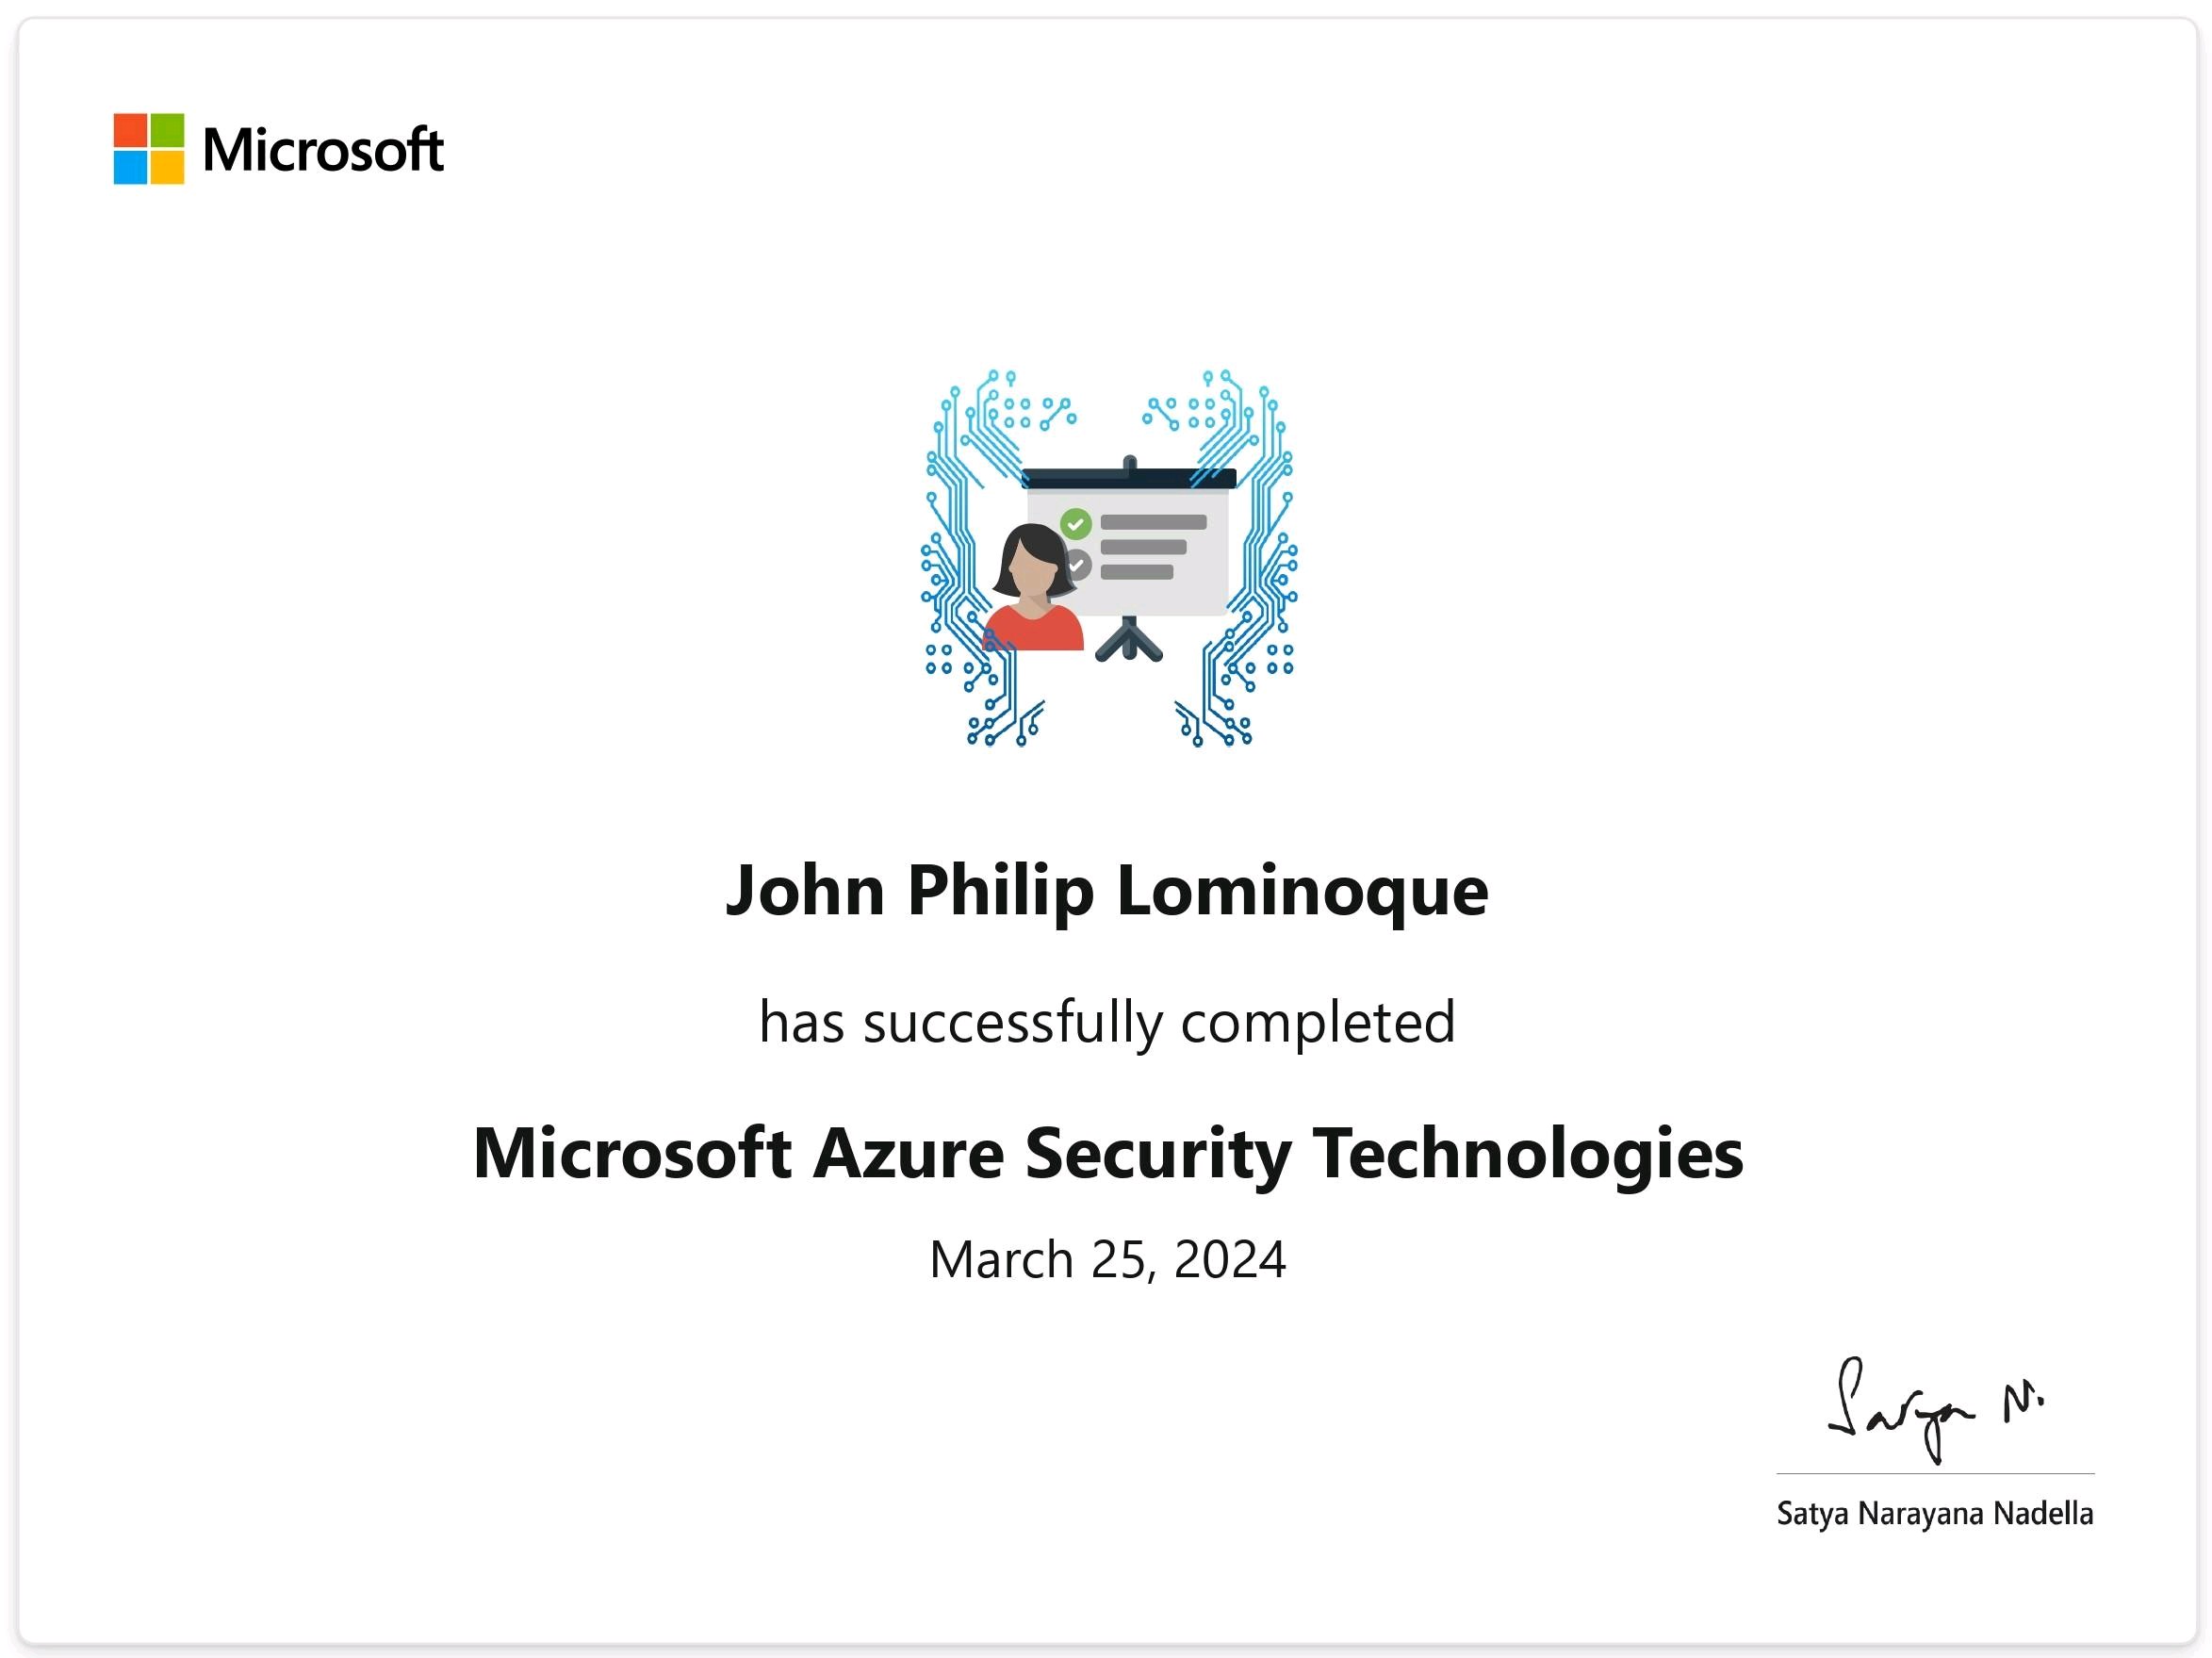 Microsoft
John Philip Lominoque
has successfully completed
Microsoft Azure Security Technologies
March 25, 2024
Satya N.
Satya Narayana Nadella